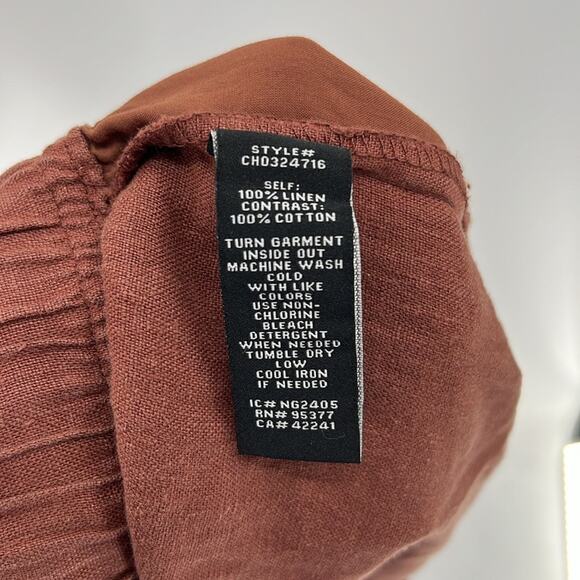 STYLE#
CH0324716
SELF:
100% LINEN
CONTRAST:
100% COTTON
TURN GARMENT
INSIDE OUT
MACHINE WASH
COLD
WITH LIKE
COLORS
USE NON-
CHLORINE
BLEACH
DETERGENT
WHEN NEEDED
TUMBLE DRY
LOW
COOL IRON
IF NEEDED
IC# NG2405
RN# 95377
CA# 42241